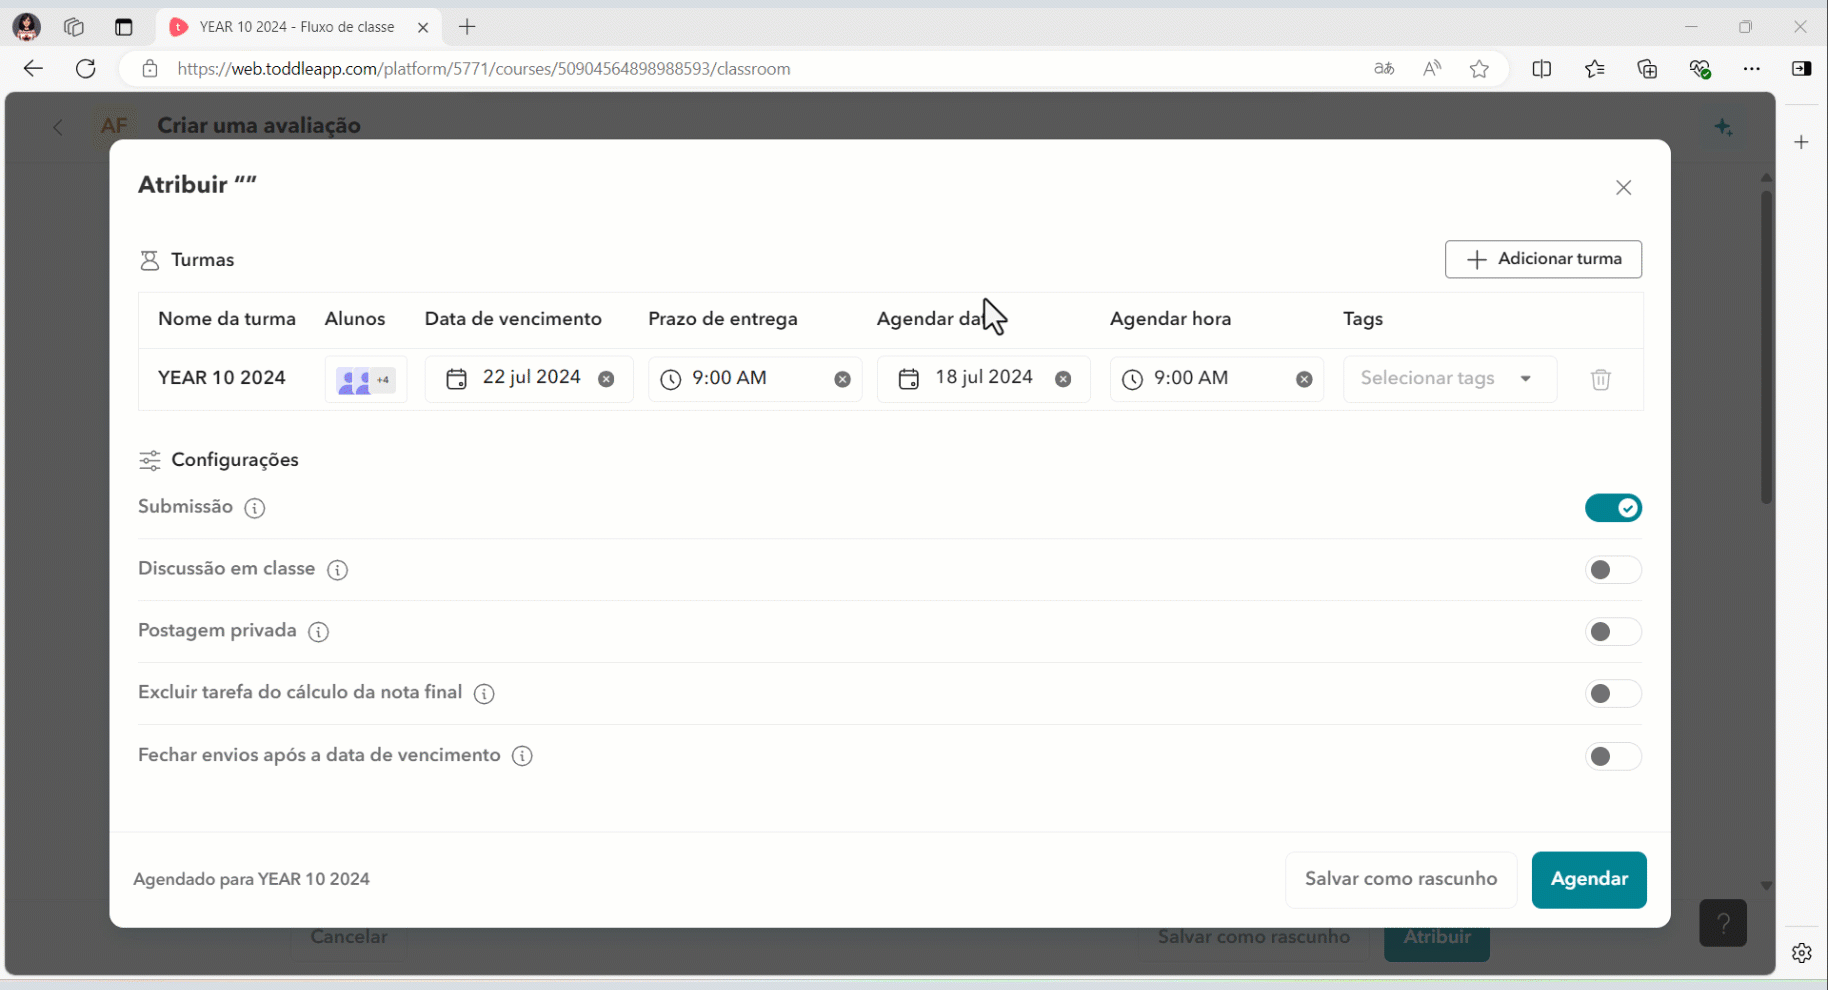 YEAR 10 2024 - Fluxo de classe
https://web.toddleapp.com/platform/5771/courses/50904564898988593/classroom
AF Criar uma avaliação
Atribuir “”
Turmas
Adicionar turma
Nome da turma Alunos Data de vencimento Prazo de entrega Agendar dat Agendar hora Tags
YEAR 10 2024 +4 22 jul 2024 9:00 AM 18 jul 2024 9:00 AM Selecionar tags
Configurações
Submissão
Discussão em classe
Postagem privada
Excluir tarefa do cálculo da nota final
Fechar envios após a data de vencimento
Agendado para YEAR 10 2024 Salvar como rascunho Agendar
Cancelar Salvar como rascunho Atribuir